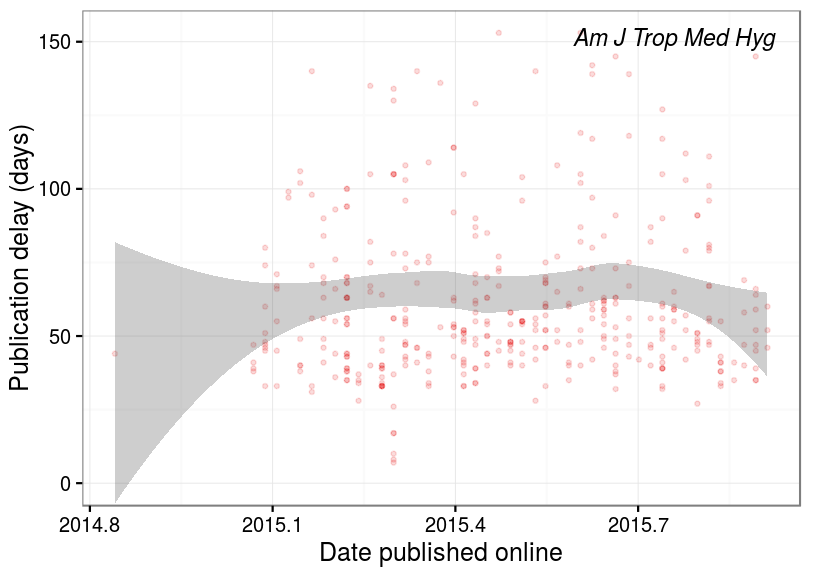 Am J Trop Med Hyg
150
100
50
0
Publication delay (days)
2014.8
2015.1
2015.4
2015.7
Date published online